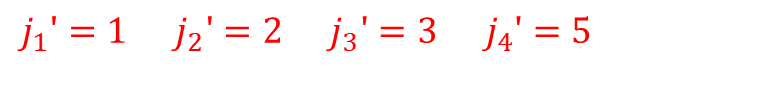 j₁' = 1 j₂' = 2 j₃' = 3 j₄' = 5